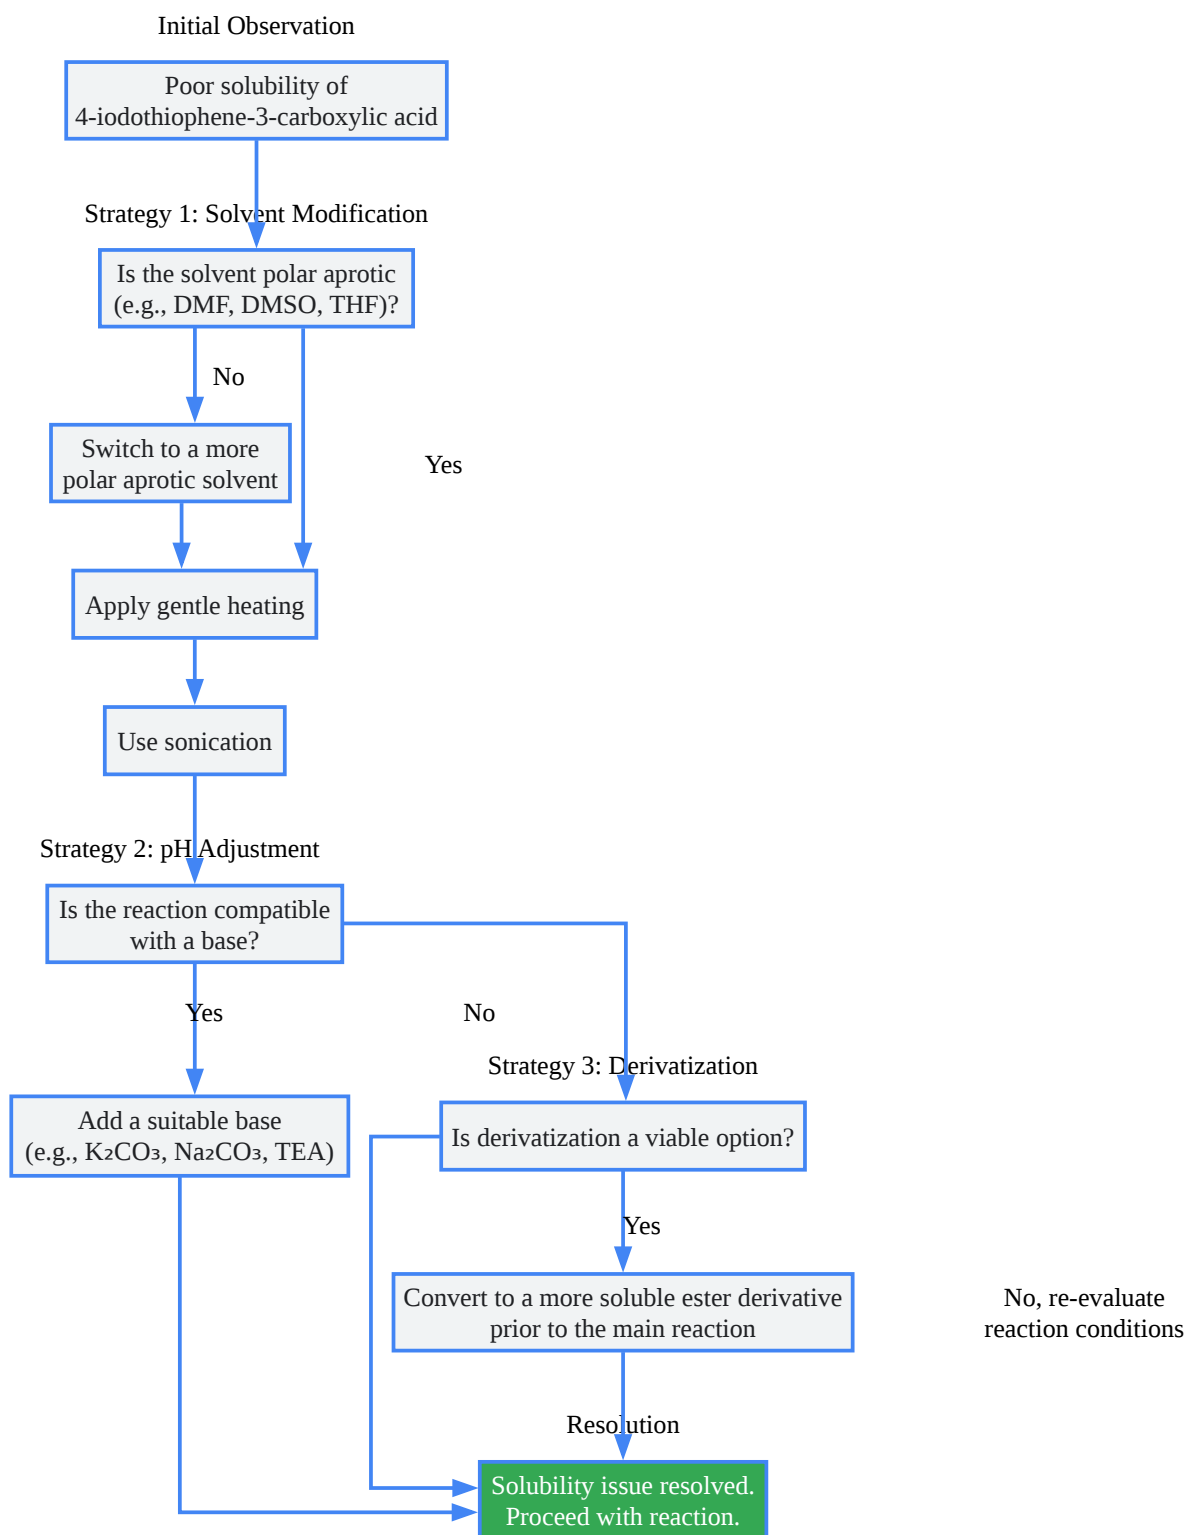 Initial Observation
Poor solubility of
4-iodothiophene-3-carboxylic acid
Strategy 1: Solvent Modification
Is the solvent polar aprotic
(e.g., DMF, DMSO, THF)?
No
Switch to a more
polar aprotic solvent
Yes
Apply gentle heating
Use sonication
Strategy 2: pH Adjustment
Is the reaction compatible
with a base?
Yes
No
Strategy 3: Derivatization
Add a suitable base
(e.g., K₂CO₃, Na₂CO₃, TEA)
Is derivatization a viable option?
Yes
Convert to a more soluble ester derivative
prior to the main reaction
No, re-evaluate
reaction conditions
Resolution
Solubility issue resolved.
Proceed with reaction.